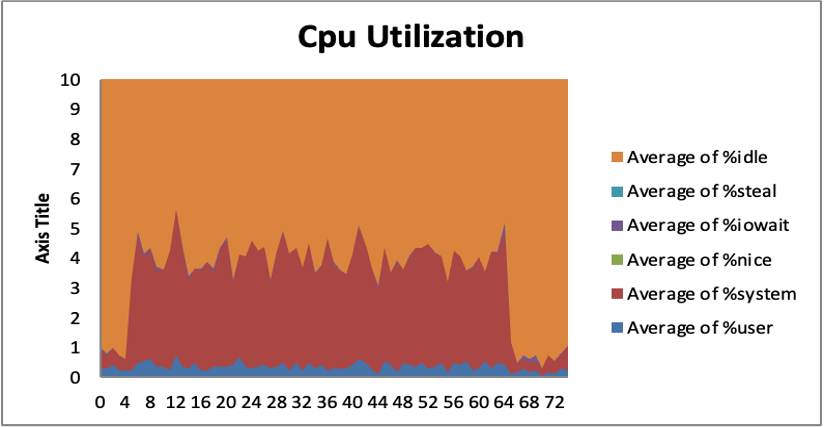 Cpu Utilization
10
9
8
7
6
5
4
3
2
1
0
Axis Title
0 4 8 12 16 20 24 28 32 36 40 44 48 52 56 60 64 68 72
Average of %idle
Average of %steal
Average of %iowait
Average of %nice
Average of %system
Average of %user